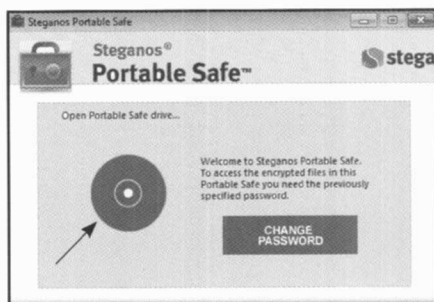 Steganos Portable Safe
Steganos®
Portable Safe™
stega
Open Portable Safe drive...
Welcome to Steganos Portable Safe.
To access the encrypted files in this
Portable Safe you need the previously
specified password.
CHANGE
PASSWORD